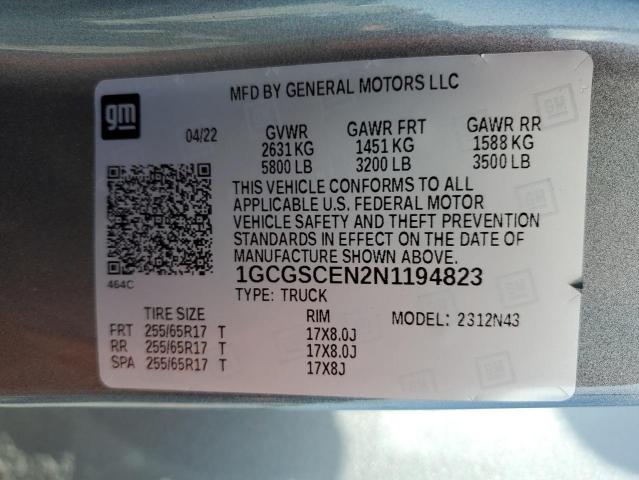 gm
MFD BY GENERAL MOTORS LLC
04/22 GVWR GAWR FRT GAWR RR
2631 KG 1451 KG 1588 KG
5800 LB 3200 LB 3500 LB
THIS VEHICLE CONFORMS TO ALL
APPLICABLE U.S. FEDERAL MOTOR
VEHICLE SAFETY AND THEFT PREVENTION
STANDARDS IN EFFECT ON THE DATE OF
MANUFACTURE SHOWN ABOVE.
464C
1GCGSCEN2N1194823
TYPE: TRUCK
TIRE SIZE RIM MODEL: 2312N43
FRT 255/65R17 T 17X8.0J
RR 255/65R17 T 17X8.0J
SPA 255/65R17 T 17X8J